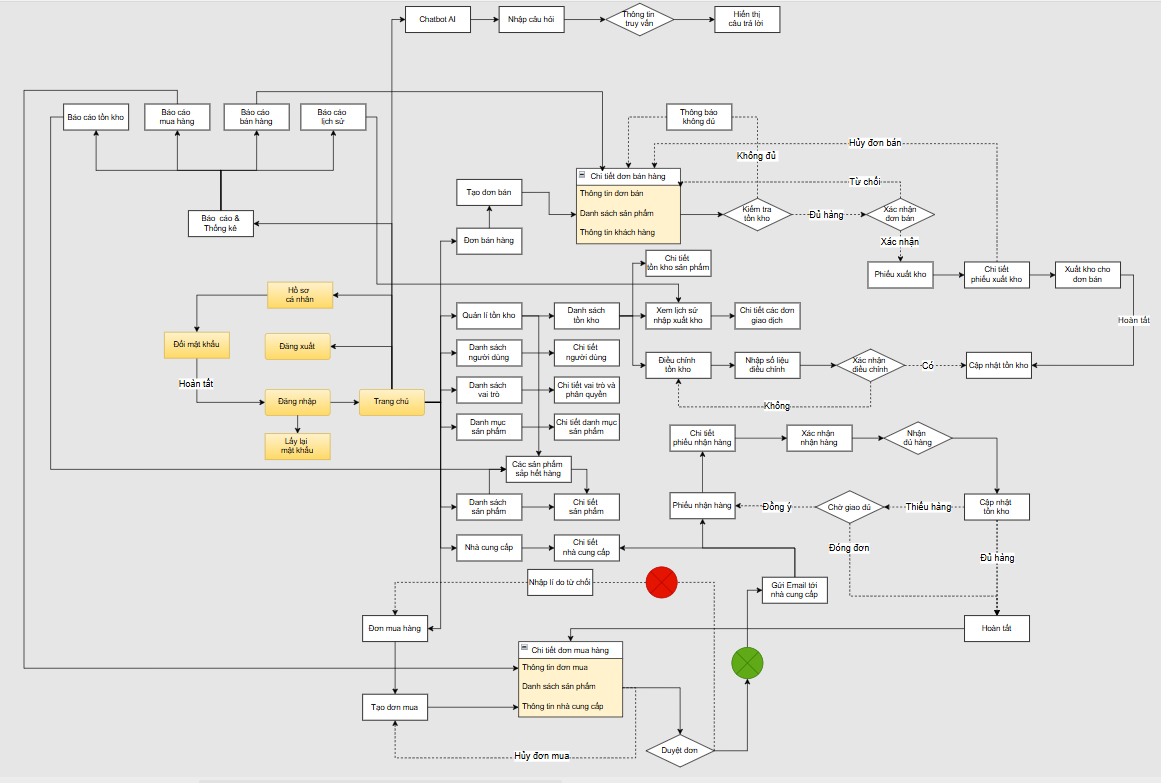 Chatbot AI
Nhập câu hỏi
Thông tin
truy vấn
Hiển thị
câu trả lời
Báo cáo tồn kho
Báo cáo
mua hàng
Báo cáo
bán hàng
Báo cáo
lịch sử
Thông báo
không đủ
Không đủ
Hủy đơn bán
Chi tiết đơn bán hàng
Thông tin đơn bán
Danh sách sản phẩm
Thông tin khách hàng
Từ chối
Tạo đơn bán
Kiểm tra
tồn kho
Đủ hàng
Xác nhận
đơn bán
Báo cáo &
Thống kê
Đơn bán hàng
Xác nhận
Chi tiết
tồn kho sản phẩm
Phiếu xuất kho
Chi tiết
phiếu xuất kho
Xuất kho cho
đơn bán
Hồ sơ
cá nhân
Quản lí tồn kho
Danh sách
tồn kho
Xem lịch sử
nhập xuất kho
Chi tiết các đơn
giao dịch
Hoàn tất
Đổi mật khẩu
Đăng xuất
Danh sách
người dùng
Chi tiết
người dùng
Điều chỉnh
tồn kho
Nhập số liệu
điều chỉnh
Xác nhận
điều chỉnh
Có
Cập nhật tồn kho
Hoàn tất
Đăng nhập
Trang chủ
Danh sách
vai trò
Chi tiết vai trò và
phân quyền
Không
Lấy lại
mật khẩu
Danh mục
sản phẩm
Chi tiết danh mục
sản phẩm
Chi tiết
phiếu nhận hàng
Xác nhận
nhận hàng
Nhận
đủ hàng
Các sản phẩm
sắp hết hàng
Danh sách
sản phẩm
Chi tiết
sản phẩm
Phiếu nhận hàng
Đồng ý
Chờ giao đủ
Thiếu hàng
Cập nhật
tồn kho
Nhà cung cấp
Chi tiết
nhà cung cấp
Đóng đơn
Đủ hàng
Nhập lí do từ chối
Gửi Email tới
nhà cung cấp
Đơn mua hàng
Hoàn tất
Chi tiết đơn mua hàng
Thông tin đơn mua
Danh sách sản phẩm
Thông tin nhà cung cấp
Tạo đơn mua
Hủy đơn mua
Duyệt đơn